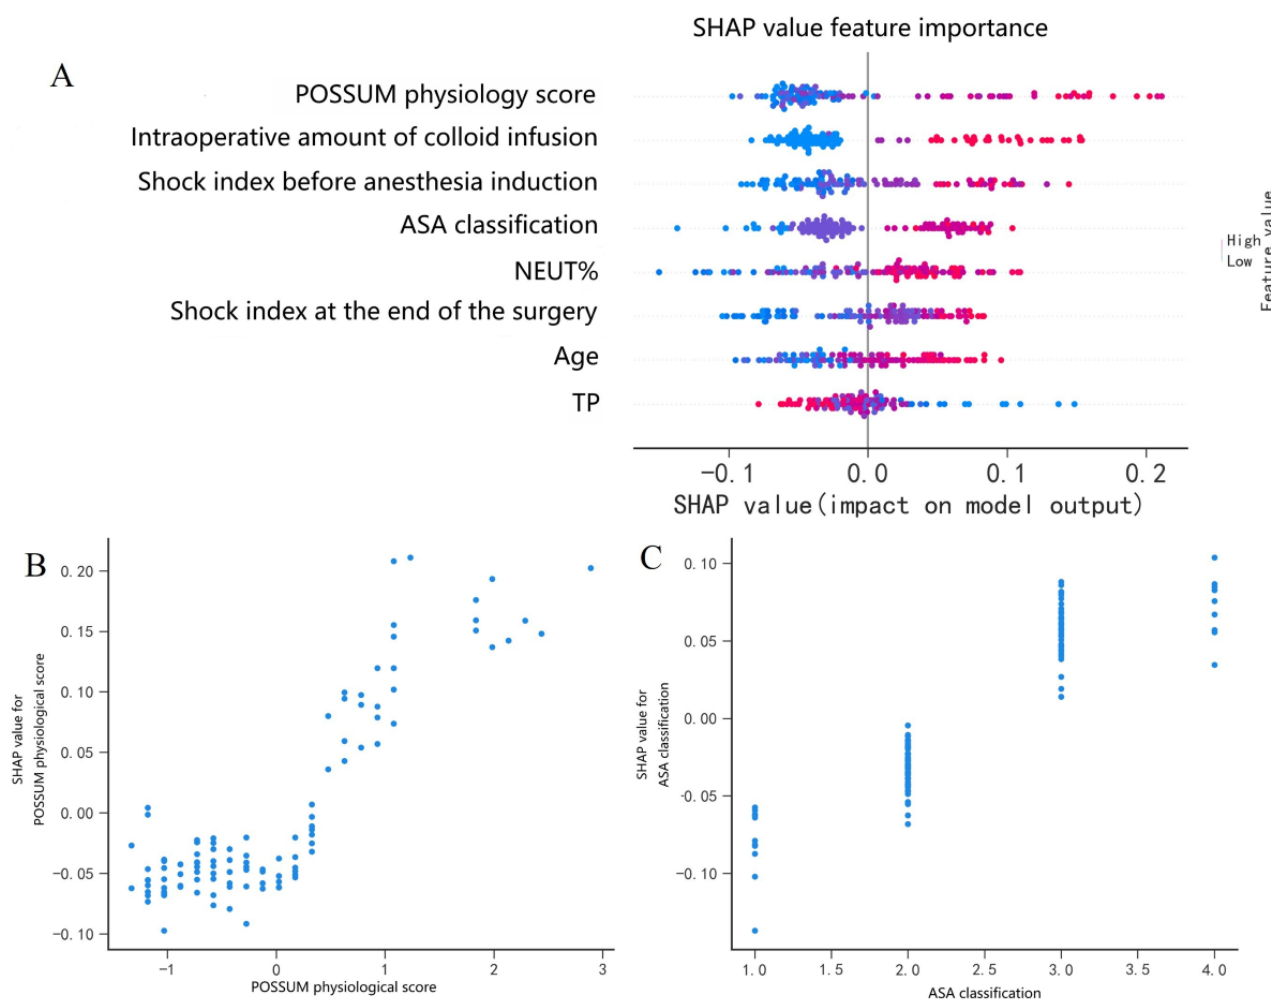 SHAP value feature importance
A
POSSUM physiology score
Intraoperative amount of colloid infusion
Shock index before anesthesia induction
ASA classification
NEUT%
Shock index at the end of the surgery
Age
TP
High
Low
Feature value
-0.1 0.0 0.1 0.2
SHAP value(impact on model output)
B
0.20
0.15
0.10
0.05
0.00
-0.05
-0.10
SHAP value for
POSSUM physiological score
-1 0 1 2 3
POSSUM physiological score
C
0.10
0.05
0.00
-0.05
-0.10
SHAP value for
ASA classification
1.0 1.5 2.0 2.5 3.0 3.5 4.0
ASA classification